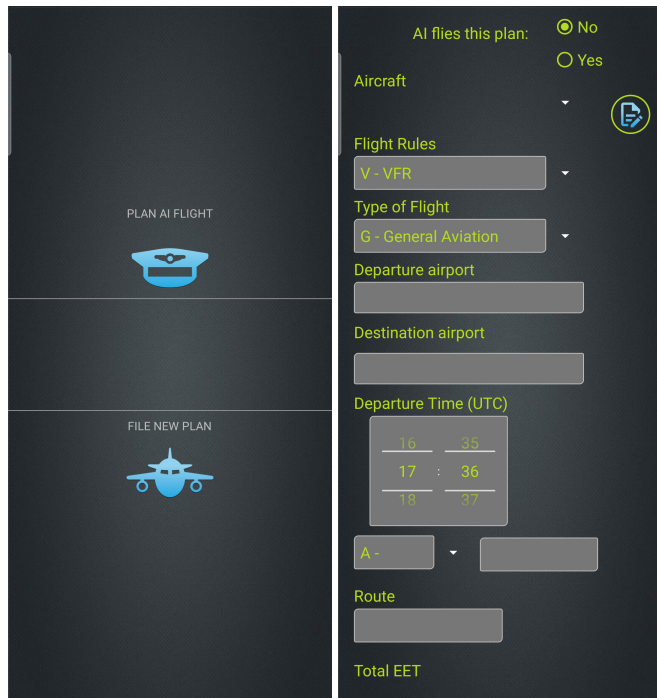 PLAN AI FLIGHT
FILE NEW PLAN
AI flies this plan:
No
Yes
Aircraft
Flight Rules
V - VFR
Type of Flight
G - General Aviation
Departure airport
Destination airport
Departure Time (UTC)
16 35
17 : 36
18 37
A -
Route
Total EET